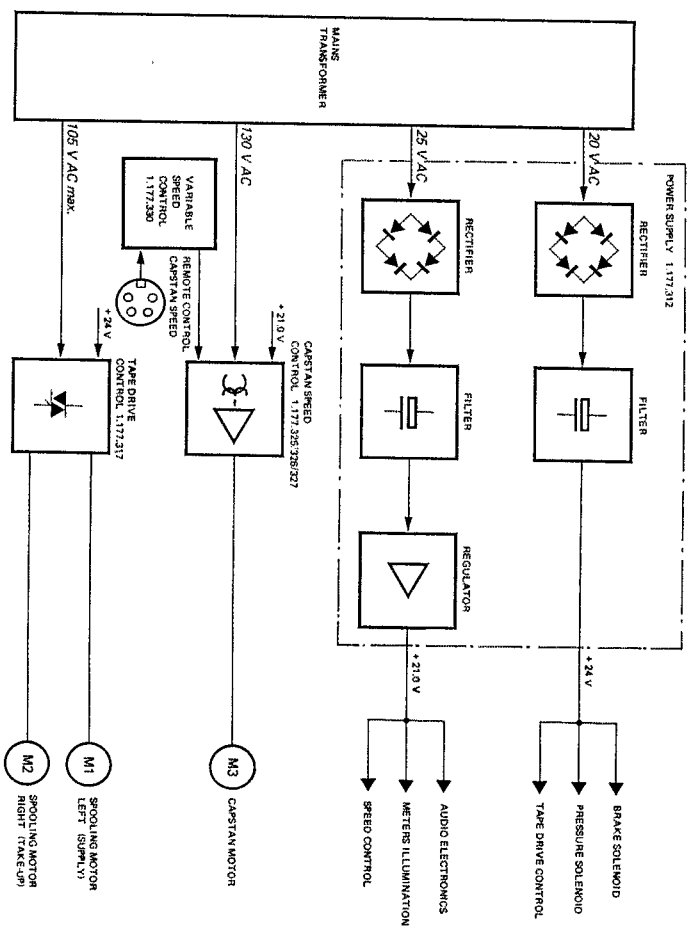 MAINS
TRANSFORMER
POWER SUPPLY 1.177.312
20 V AC
RECTIFIER
FILTER
+ 24 V
BRAKE SOLENOID
PRESSURE SOLENOID
TAPE DRIVE CONTROL
25 V AC
RECTIFIER
FILTER
REGULATOR
+ 21.0 V
AUDIO ELECTRONICS
METERS ILLUMINATION
SPEED CONTROL
130 V AC
+ 21.0 V
CAPSTAN SPEED
CONTROL 1.177.325/326/327
M3
CAPSTAN MOTOR
VARIABLE
SPEED
CONTROL
1.177.330
REMOTE CONTROL
CAPSTAN SPEED
105 V AC max.
+ 24 V
TAPE DRIVE
CONTROL 1.177.317
M1
SPOOLING MOTOR
LEFT (SUPPLY)
M2
SPOOLING MOTOR
RIGHT (TAKE-UP)